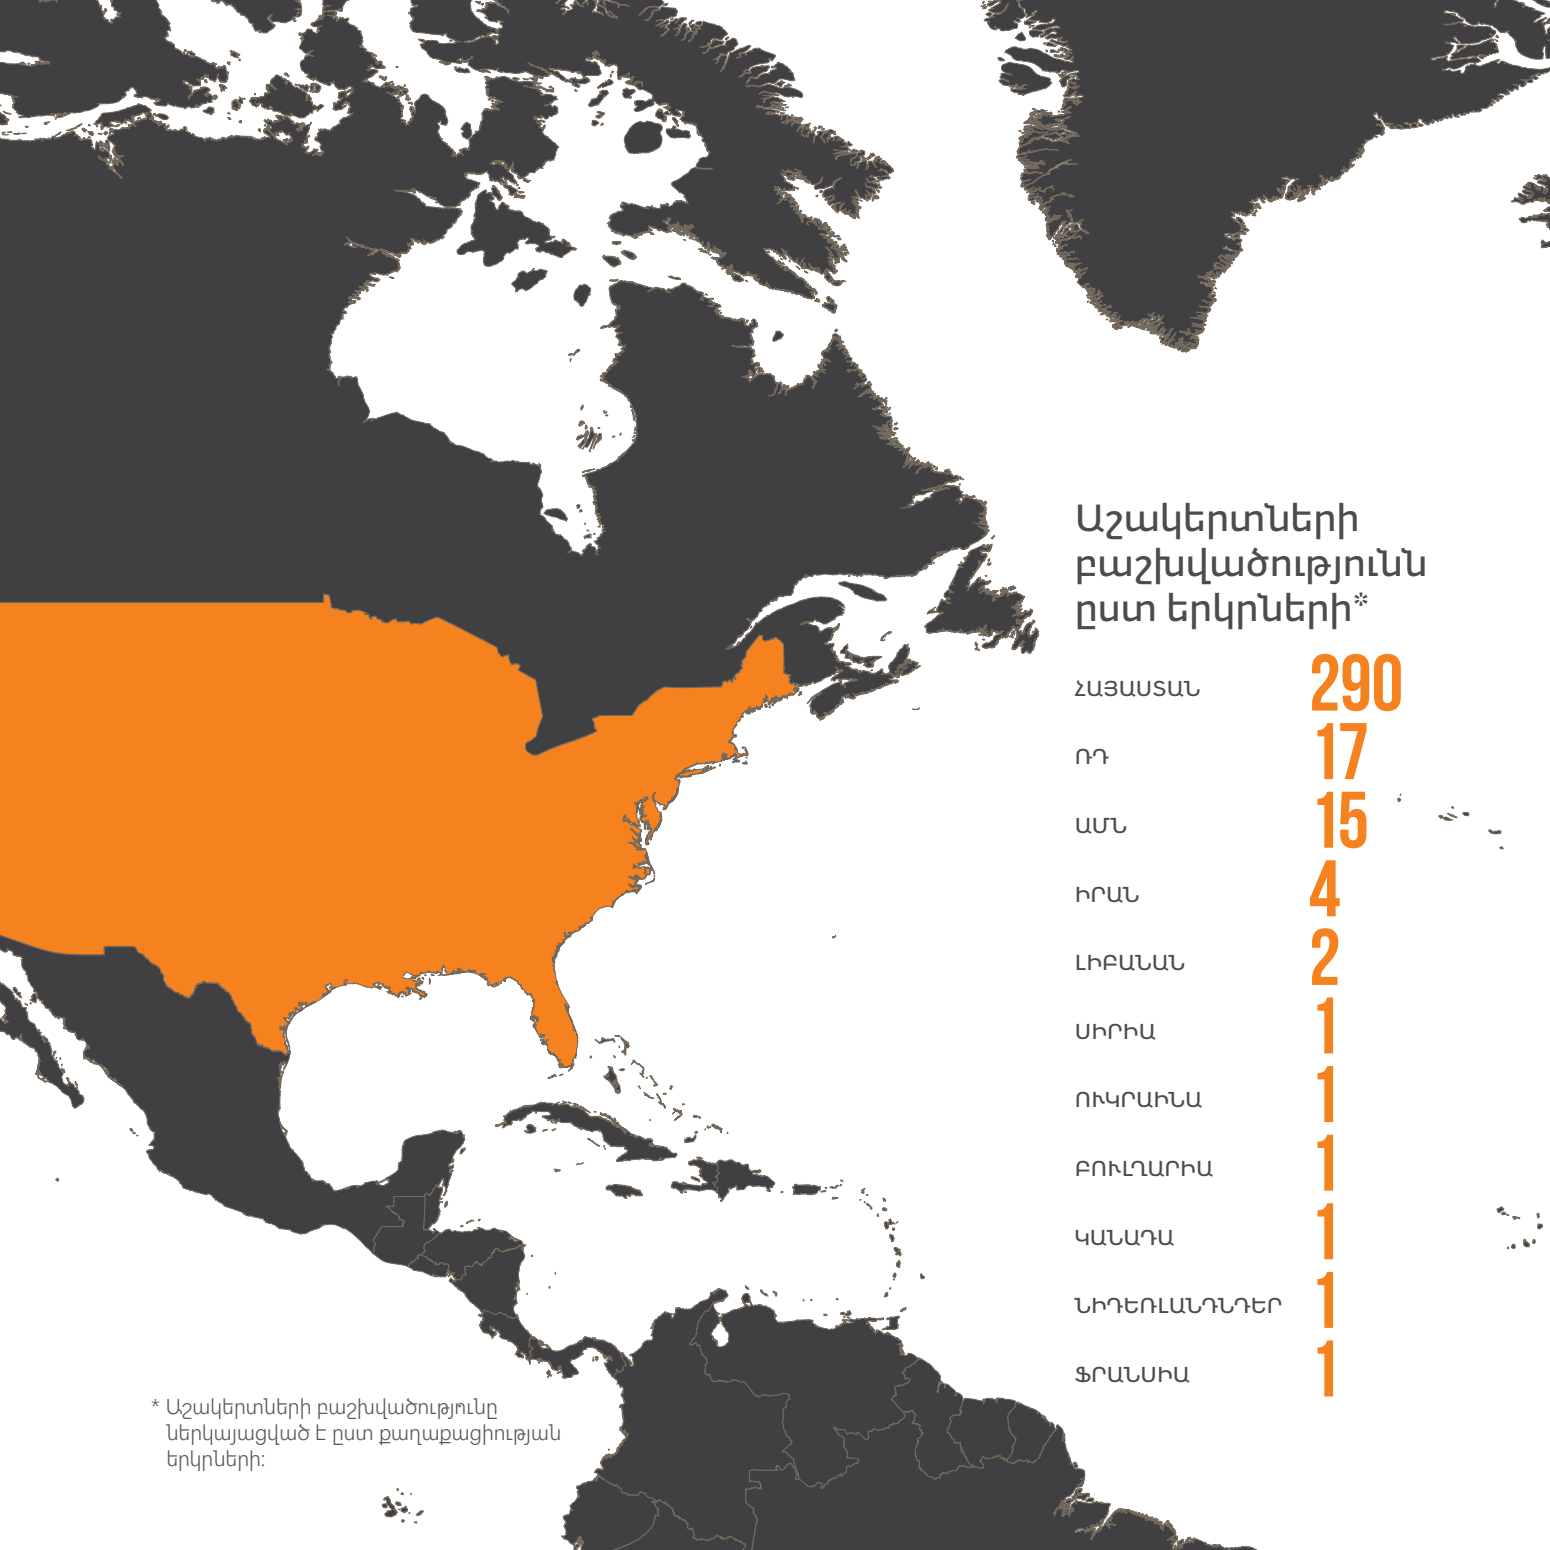 Աշակերտների
բաշխվածությունն
ըստ երկրների*
ՀԱՅԱՍՏԱՆ 290
ՌԴ 17
ԱՄՆ 15
ԻՐԱՆ 4
ԼԻԲԱՆԱՆ 2
ՍԻՐԻԱ 1
ՈՒԿՐԱԻՆԱ 1
ԲՈՒԼՂԱՐԻԱ 1
ԿԱՆԱԴԱ 1
ՆԻԴԵՌԼԱՆԴՆԴԵՐ 1
ՖՐԱՆՍԻԱ 1
* Աշակերտների բաշխվածությունը
ներկայացված է ըստ քաղաքացիության
երկրների: